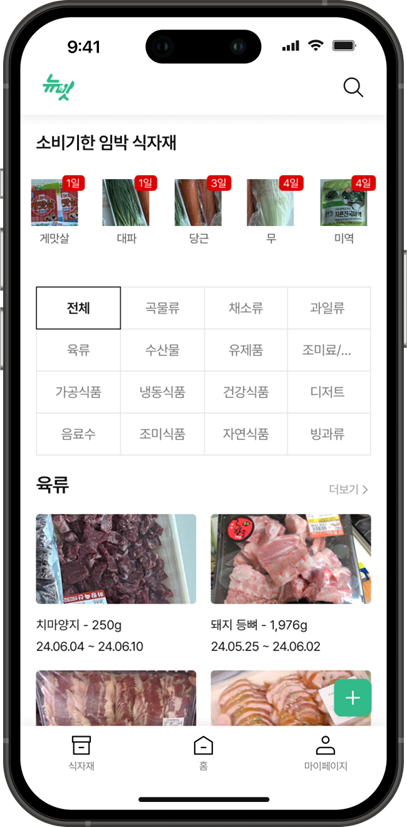 9:41
뉴빗
소비기한 임박 식자재
1일 1일 3일 4일 4일
게맛살 대파 당근 무 미역
전체 곡물류 채소류 과일류
육류 수산물 유제품 조미료/...
가공식품 냉동식품 건강식품 디저트
음료수 조미식품 자연식품 빙과류
육류 더보기 >
치마양지 - 250g 돼지 등뼈 - 1,976g
24.06.04 ~ 24.06.10 24.05.25 ~ 24.06.02
식자재 홈 마이페이지